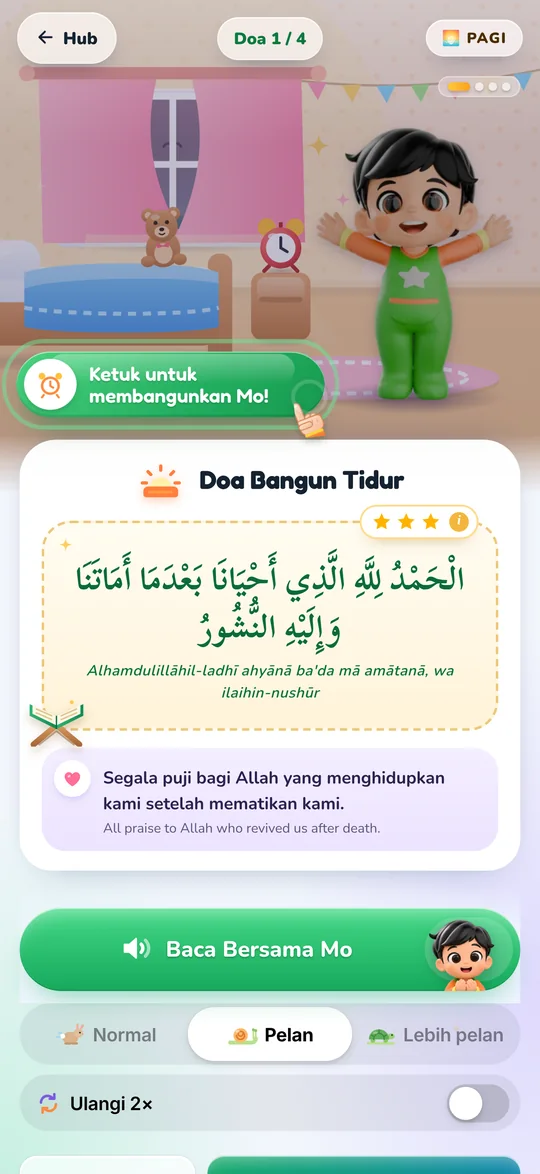 Hub
Doa 1 / 4
PAGI
Ketuk untuk
membangunkan Mo!
Doa Bangun Tidur
i
الْحَمْدُ لِلَّهِ الَّذِي أَحْيَانَا بَعْدَمَا أَمَاتَنَا
وَإِلَيْهِ النُّشُورُ
Alhamdulillāhil-ladhī ahyānā ba'da mā amātanā, wa
ilaihin-nushūr
Segala puji bagi Allah yang menghidupkan
kami setelah mematikan kami.
All praise to Allah who revived us after death.
Baca Bersama Mo
Normal
Pelan
Lebih pelan
Ulangi 2×